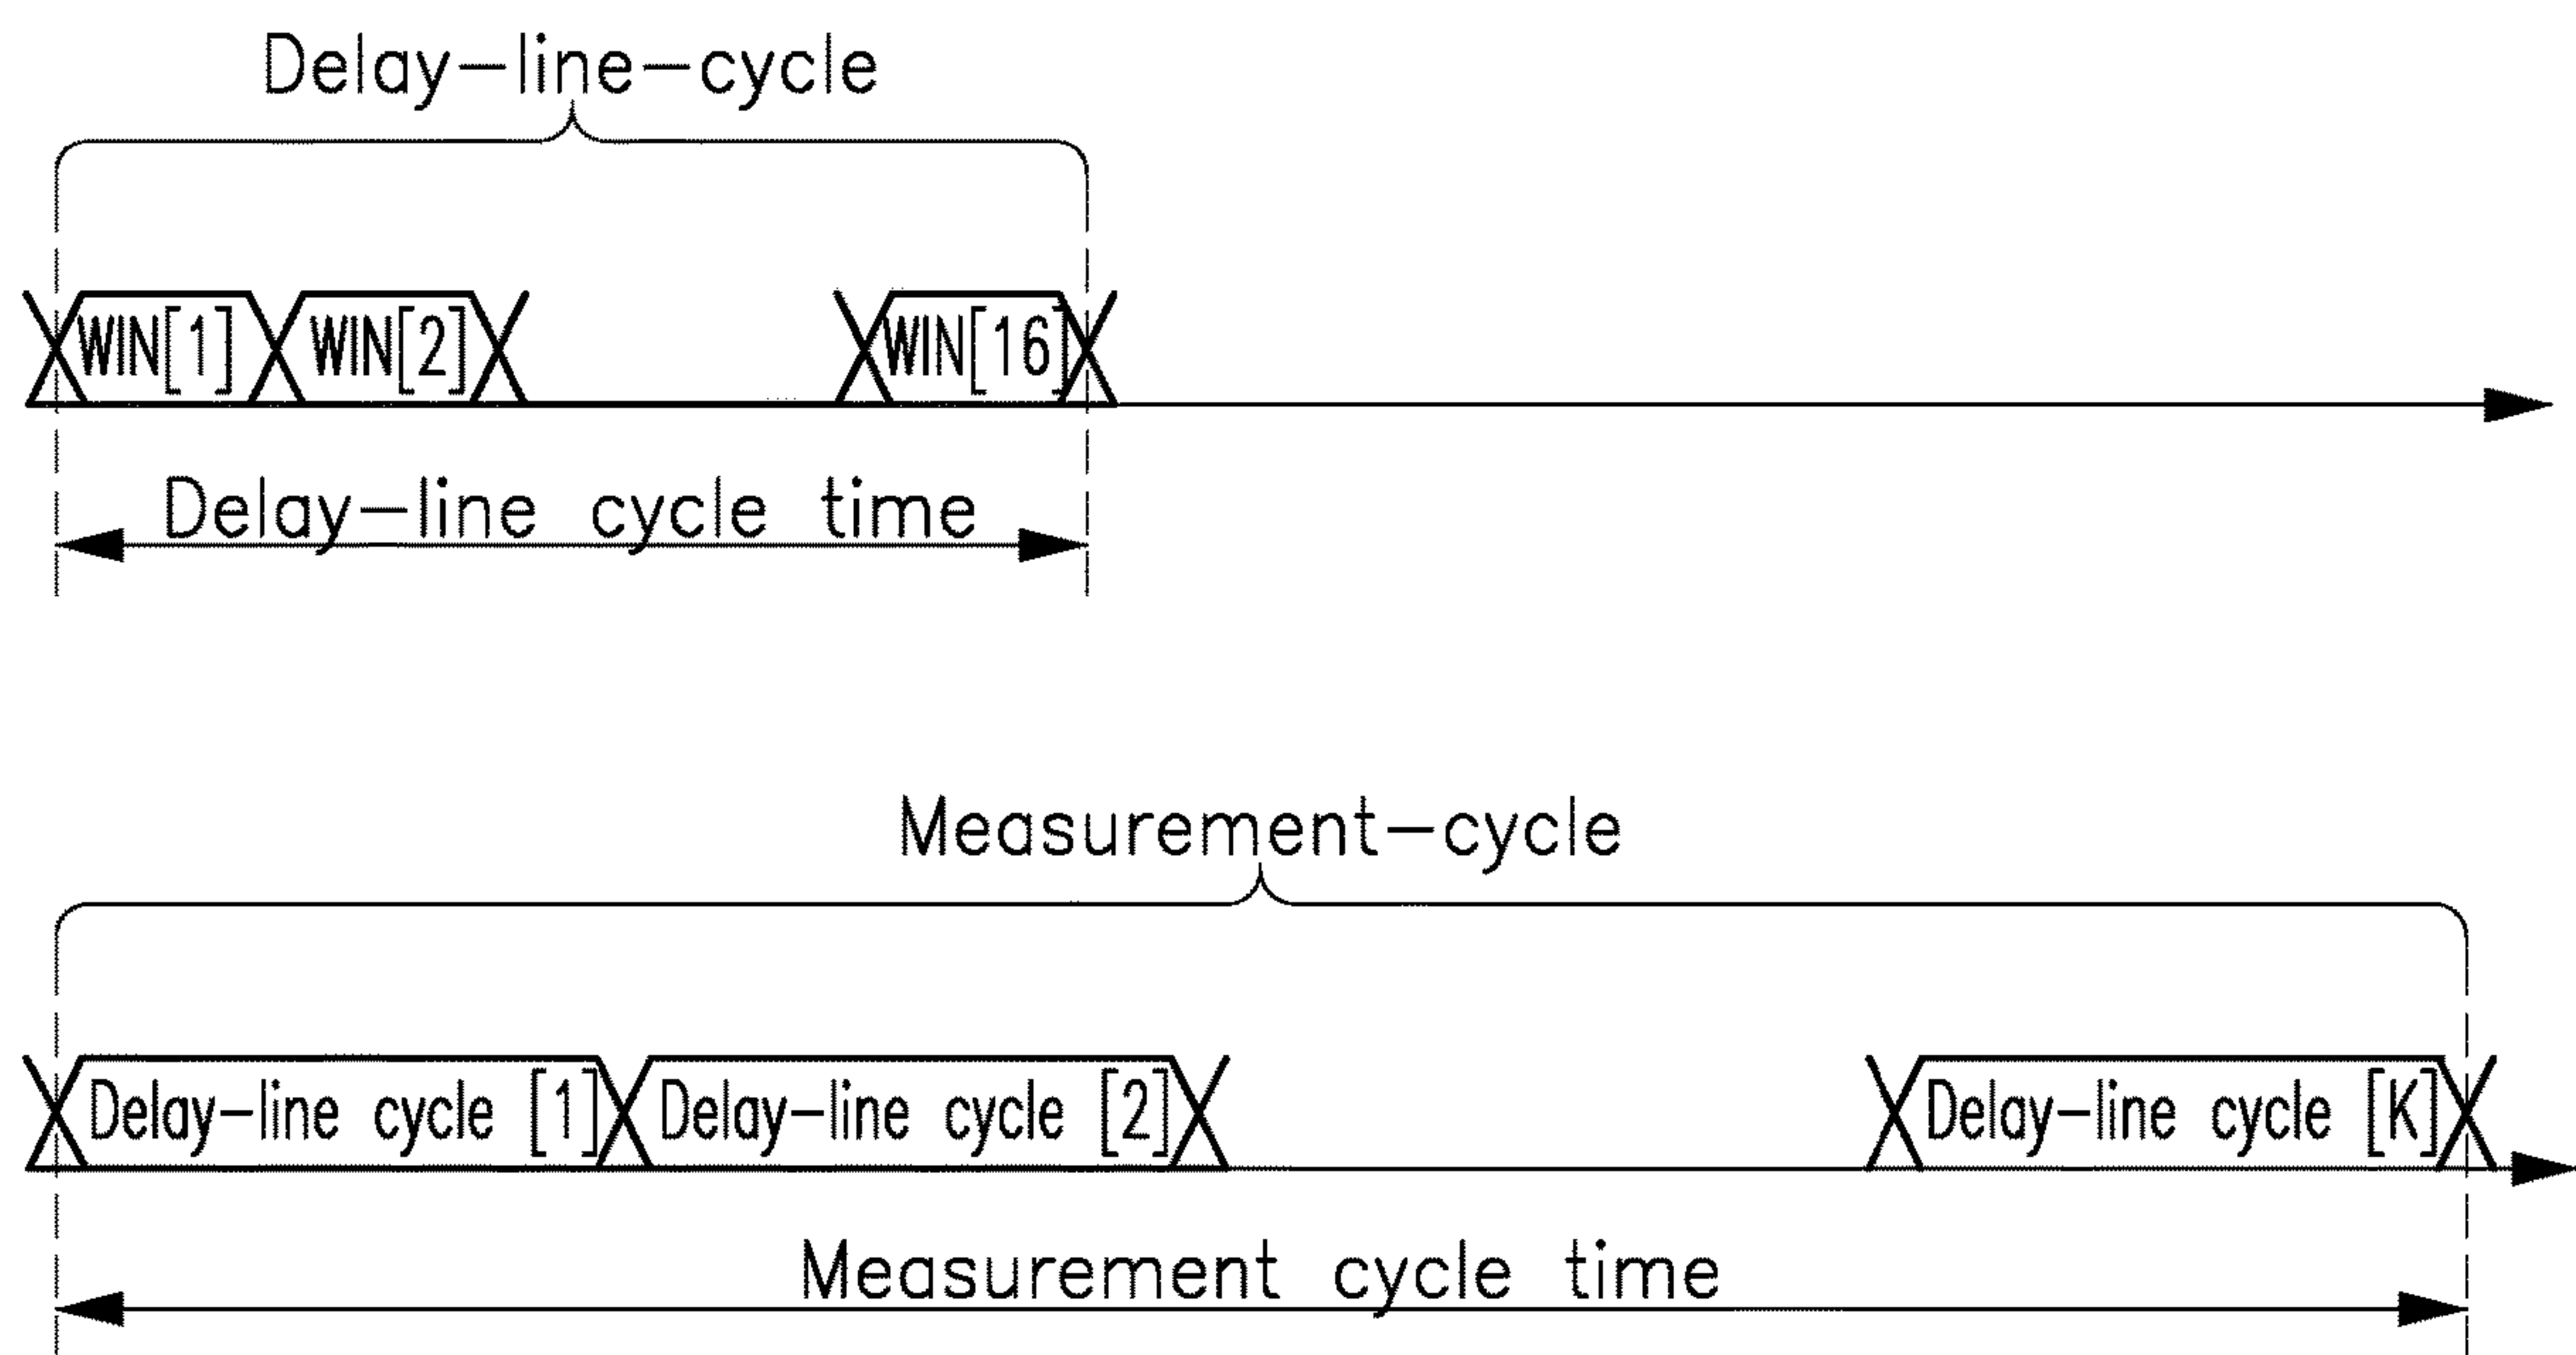 Delay-line-cycle
WIN[1] WIN[2] WIN[16]
Delay-line cycle time
Measurement-cycle
Delay-line cycle [1] Delay-line cycle [2] Delay-line cycle [K]
Measurement cycle time